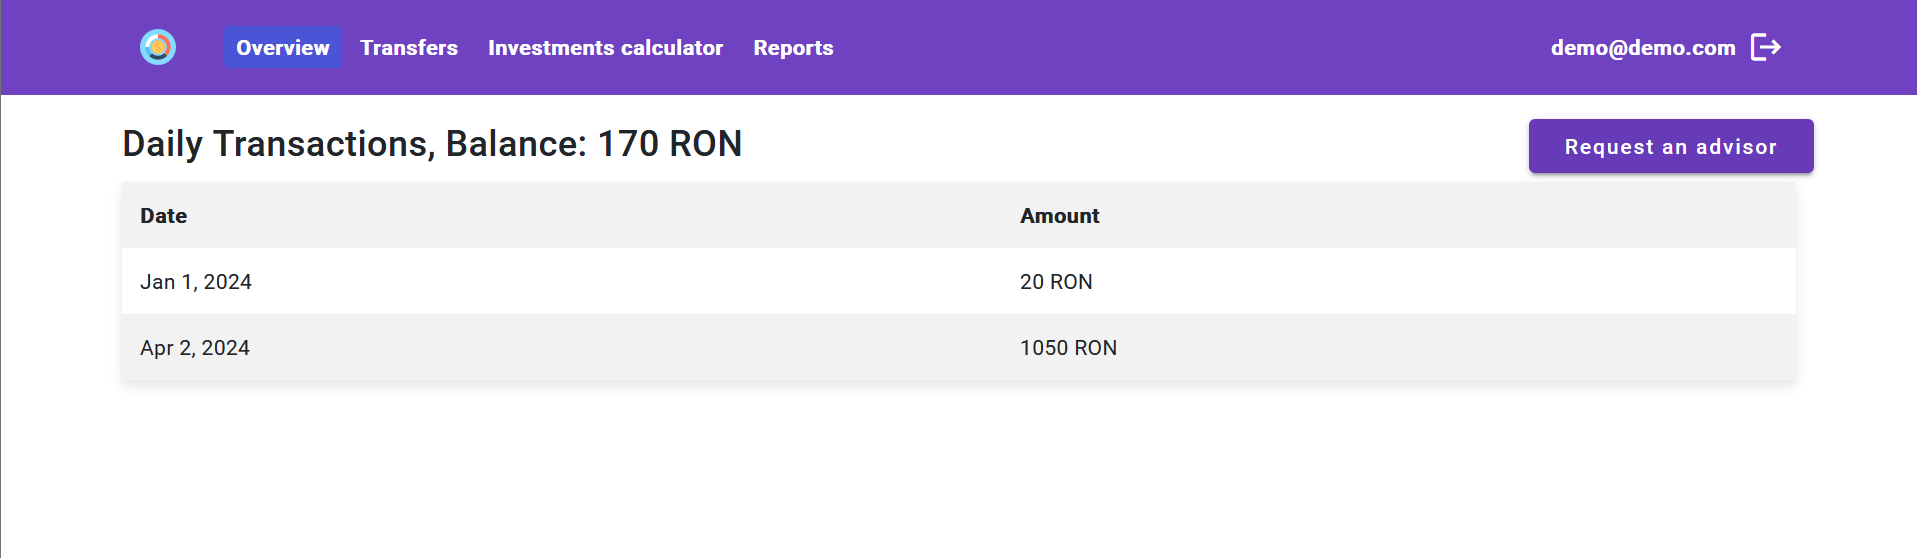 Overview Transfers Investments calculator Reports demo@demo.com
Daily Transactions, Balance: 170 RON
Request an advisor
Date Amount
Jan 1, 2024 20 RON
Apr 2, 2024 1050 RON